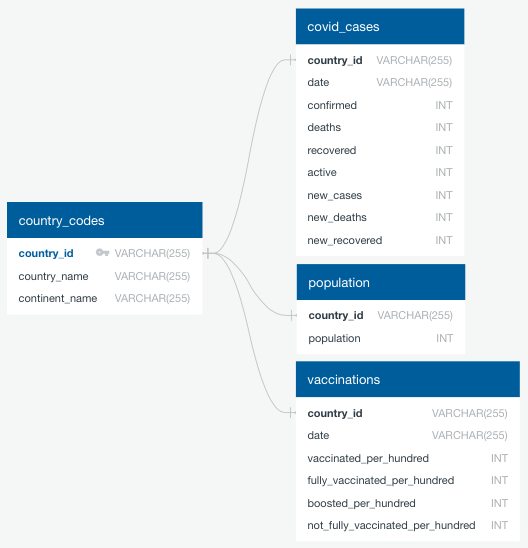 covid_cases
country_id VARCHAR(255)
date VARCHAR(255)
confirmed INT
deaths INT
recovered INT
active INT
new_cases INT
new_deaths INT
new_recovered INT
country_codes
country_id VARCHAR(255)
country_name VARCHAR(255)
continent_name VARCHAR(255)
population
country_id VARCHAR(255)
population INT
vaccinations
country_id VARCHAR(255)
date VARCHAR(255)
vaccinated_per_hundred INT
fully_vaccinated_per_hundred INT
boosted_per_hundred INT
not_fully_vaccinated_per_hundred INT